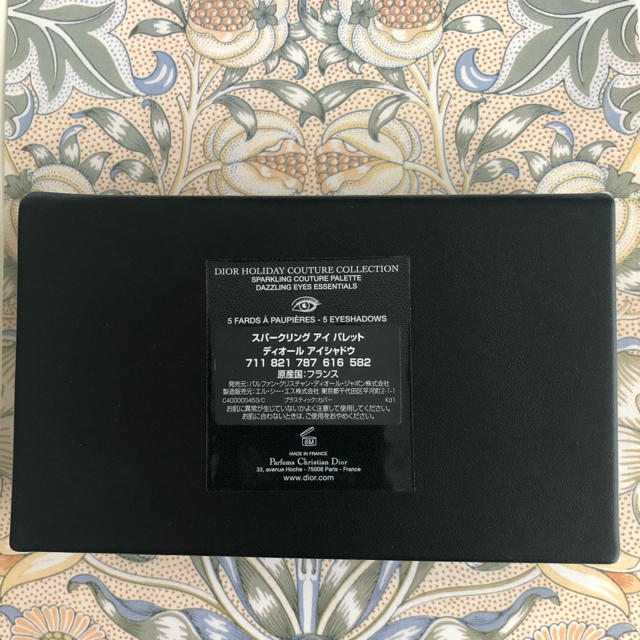 DIOR HOLIDAY COUTURE COLLECTION
SPARKLING COUTURE PALETTE
DAZZLING EYES ESSENTIALS
5 FARDS À PAUPIÈRES - 5 EYESHADOWS
スパークリング アイ パレット
ディオール アイシャドウ
711 821 787 616 582
原産国:フランス
発売元:パルファン・クリスチャン・ディオール・ジャポン株式会社
製造販売元:エル・シー・エス株式会社 東京都千代田区平河町2-1-1
C400000453/C プラスティック:カバー Kd1
お肌に異常が生じていないかよく注意して使用してください。
お肌に合わないときは、ご使用をおやめください。
6M
MADE IN FRANCE
Parfums Christian Dior
33, avenue Hoche - 75008 Paris - France
www.dior.com